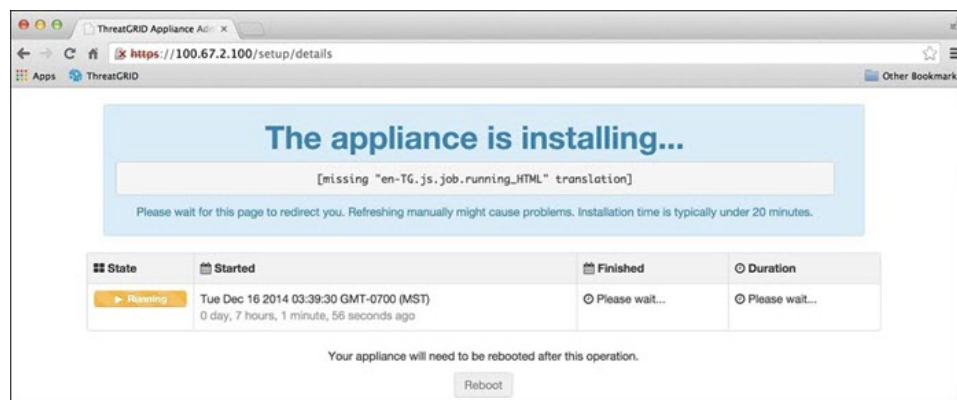 ThreatGRID Appliance Adn
https://100.67.2.100/setup/details
Apps ThreatGRID Other Bookmark
The appliance is installing...
[missing "en-TG.js.job.running_HTML" translation]
Please wait for this page to redirect you. Refreshing manually might cause problems. Installation time is typically under 20 minutes.
State Started Finished Duration
Running Tue Dec 16 2014 03:39:30 GMT-0700 (MST) Please wait... Please wait...
0 day, 7 hours, 1 minute, 56 seconds ago
Your appliance will need to be rebooted after this operation.
Reboot